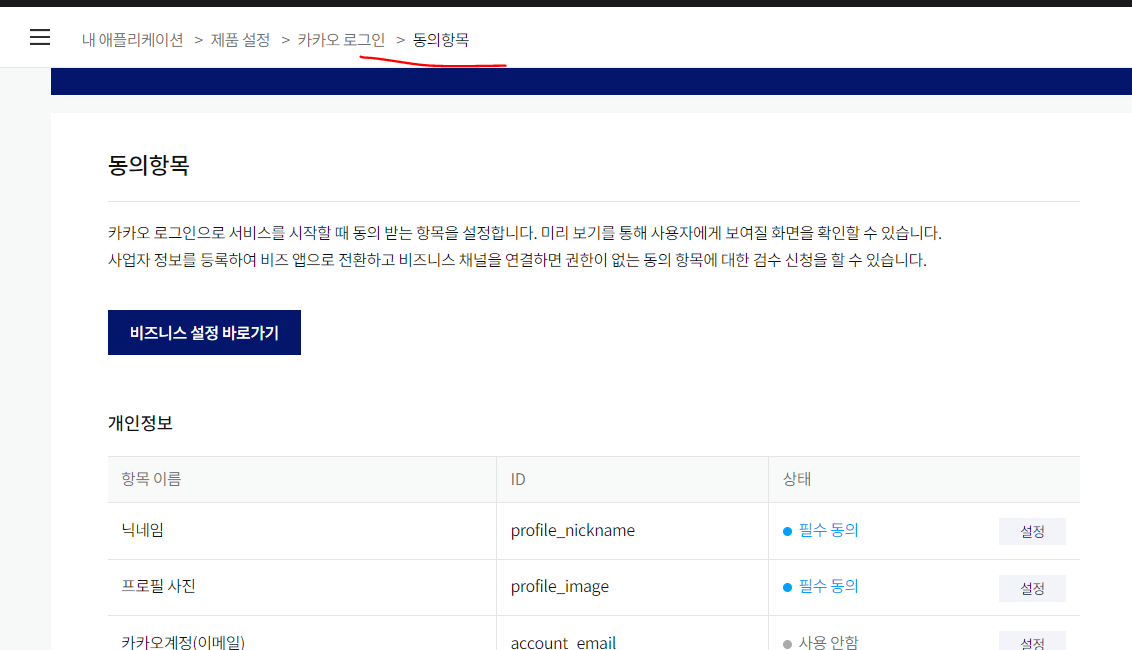 내 애플리케이션 > 제품 설정 > 카카오 로그인 > 동의항목
동의항목
카카오 로그인으로 서비스를 시작할 때 동의 받는 항목을 설정합니다. 미리 보기를 통해 사용자에게 보여질 화면을 확인할 수 있습니다.
사업자 정보를 등록하여 비즈 앱으로 전환하고 비즈니스 채널을 연결하면 권한이 없는 동의 항목에 대한 검수 신청을 할 수 있습니다.
비즈니스 설정 바로가기
개인정보
항목 이름 ID 상태
닉네임 profile_nickname 필수 동의 설정
프로필 사진 profile_image 필수 동의 설정
카카오계정(이메일) account_email 사용 안함 설정